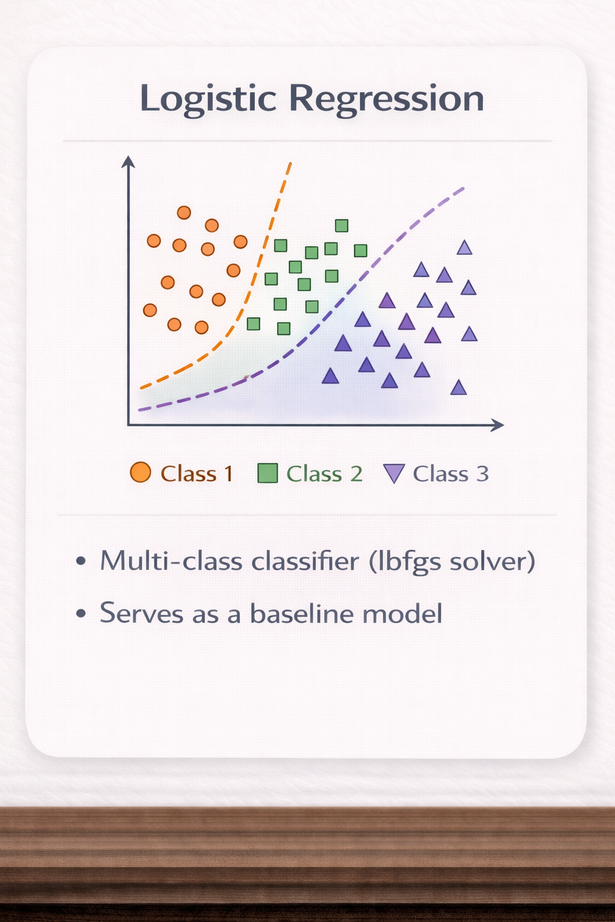 Logistic Regression
Class 1 Class 2 Class 3
• Multi-class classifier (lbfgs solver)
• Serves as a baseline model